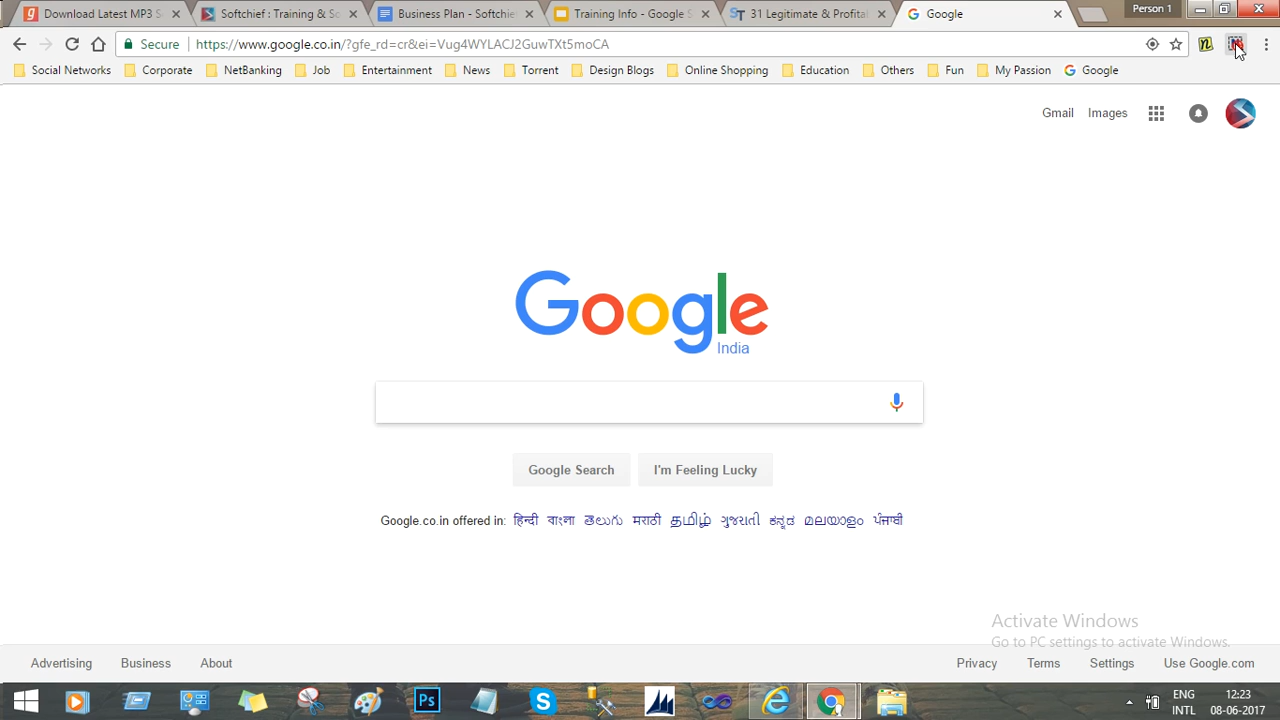 Download Latest MP3 S
Softchief : Training & So
Business Plan - Softchie
Training Info - Google S
31 Legitimate & Profita
Google
Person 1
Secure
https://www.google.co.in/?gfe_rd=cr&ei=Vug4WYLACJ2GuwTXt5moCA
Social Networks
Corporate
NetBanking
Job
Entertainment
News
Torrent
Design Blogs
Online Shopping
Education
Others
Fun
My Passion
Google
Gmail
Images
Google
India
Google Search
I'm Feeling Lucky
Google.co.in offered in: हिन्दी বাংলা తెలుగు मराठी தமிழ் ગુજરાતી ಕನ್ನಡ മലയാളം ਪੰਜਾਬੀ
Activate Windows
Go to PC settings to activate Windows.
Advertising
Business
About
Privacy
Terms
Settings
Use Google.com
Ps
ENG
INTL
12:23
08-06-2017